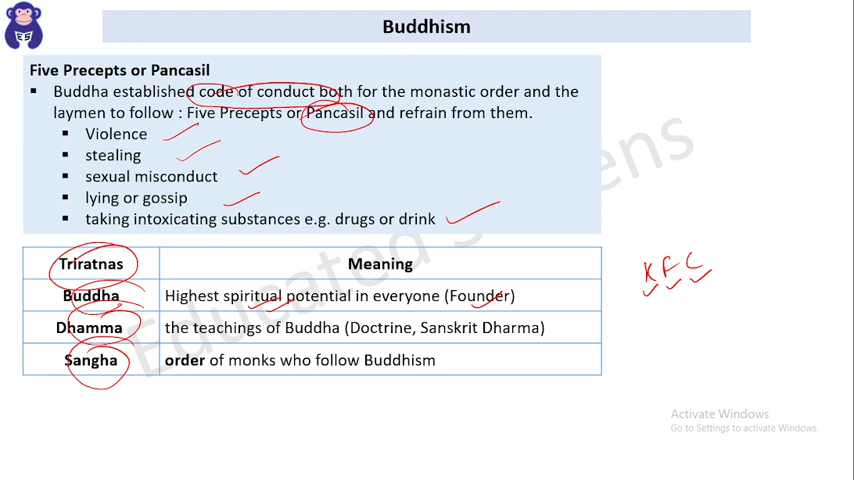 Buddhism
Five Precepts or Pancasil
▪ Buddha established code of conduct both for the monastic order and the
laymen to follow : Five Precepts or Pancasil and refrain from them.
▪ Violence
▪ stealing
▪ sexual misconduct
▪ lying or gossip
▪ taking intoxicating substances e.g. drugs or drink
Triratnas Meaning
Buddha Highest spiritual potential in everyone (Founder)
Dhamma the teachings of Buddha (Doctrine, Sanskrit Dharma)
Sangha order of monks who follow Buddhism
KFC
Activate Windows
Go to Settings to activate Windows.